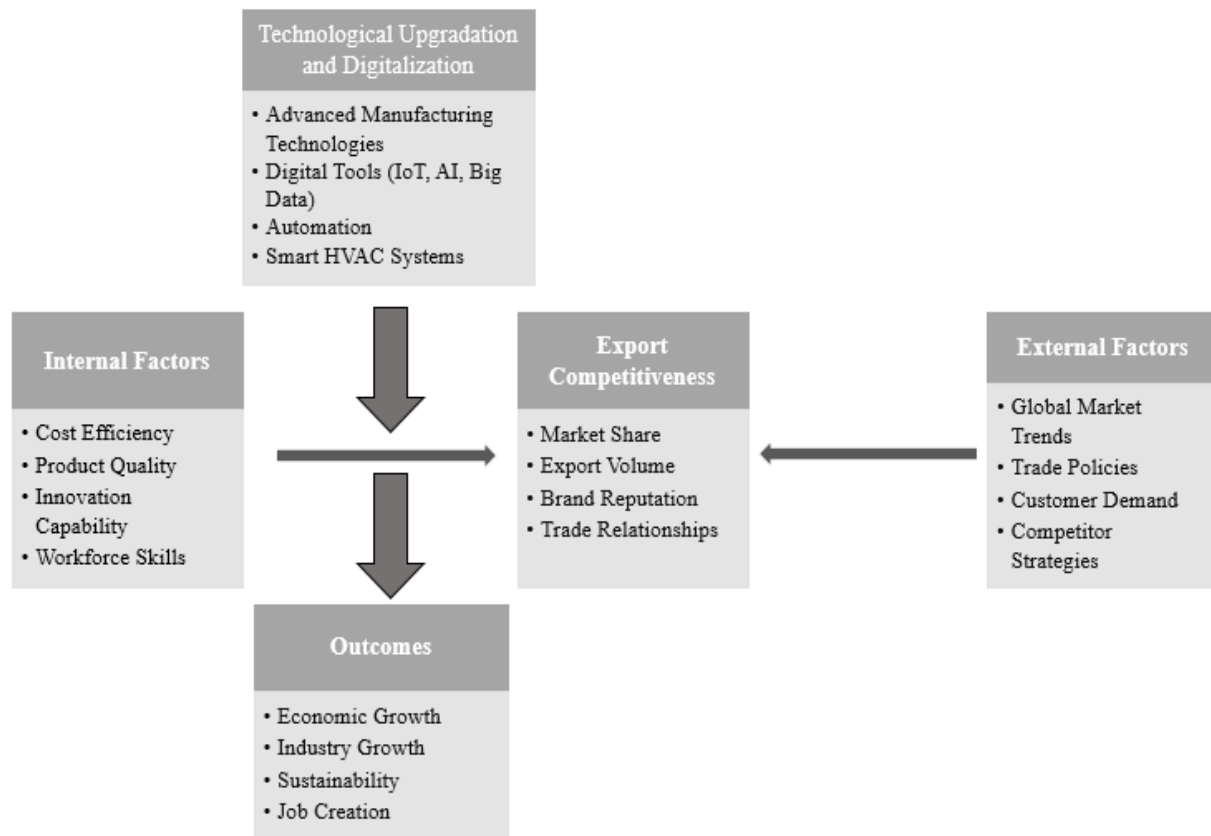 Technological Upgradation
and Digitalization
• Advanced Manufacturing
Technologies
• Digital Tools (IoT, AI, Big
Data)
• Automation
• Smart HVAC Systems
Internal Factors
• Cost Efficiency
• Product Quality
• Innovation
Capability
• Workforce Skills
Export
Competitiveness
• Market Share
• Export Volume
• Brand Reputation
• Trade Relationships
External Factors
• Global Market
Trends
• Trade Policies
• Customer Demand
• Competitor
Strategies
Outcomes
• Economic Growth
• Industry Growth
• Sustainability
• Job Creation